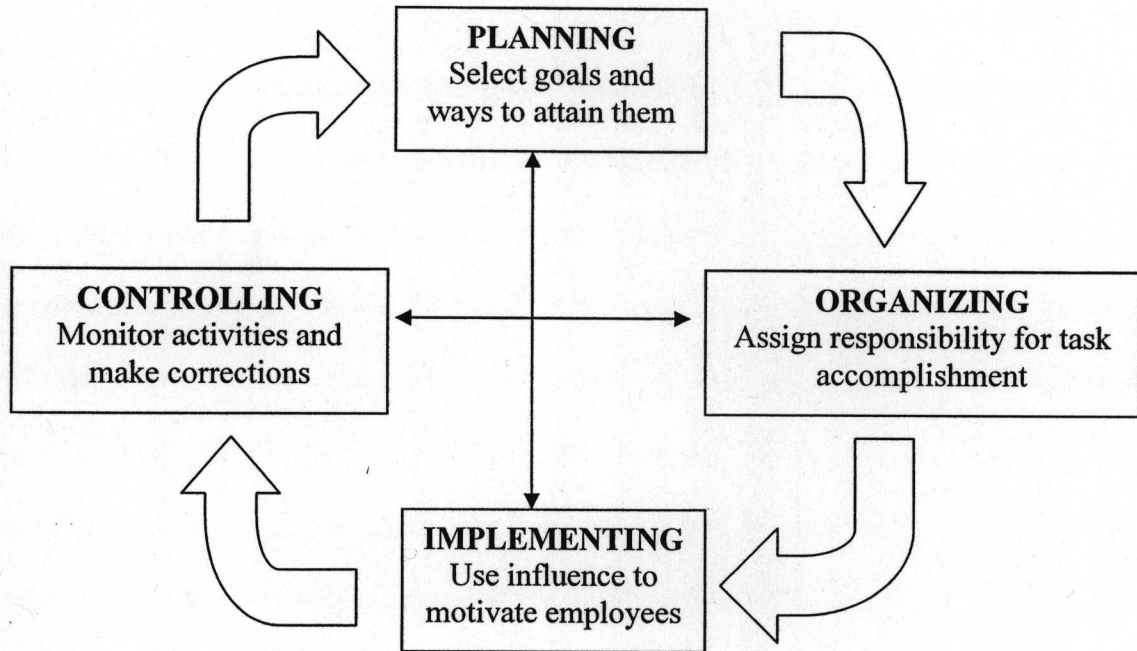 PLANNING
Select goals and
ways to attain them
CONTROLLING
Monitor activities and
make corrections
ORGANIZING
Assign responsibility for task
accomplishment
IMPLEMENTING
Use influence to
motivate employees